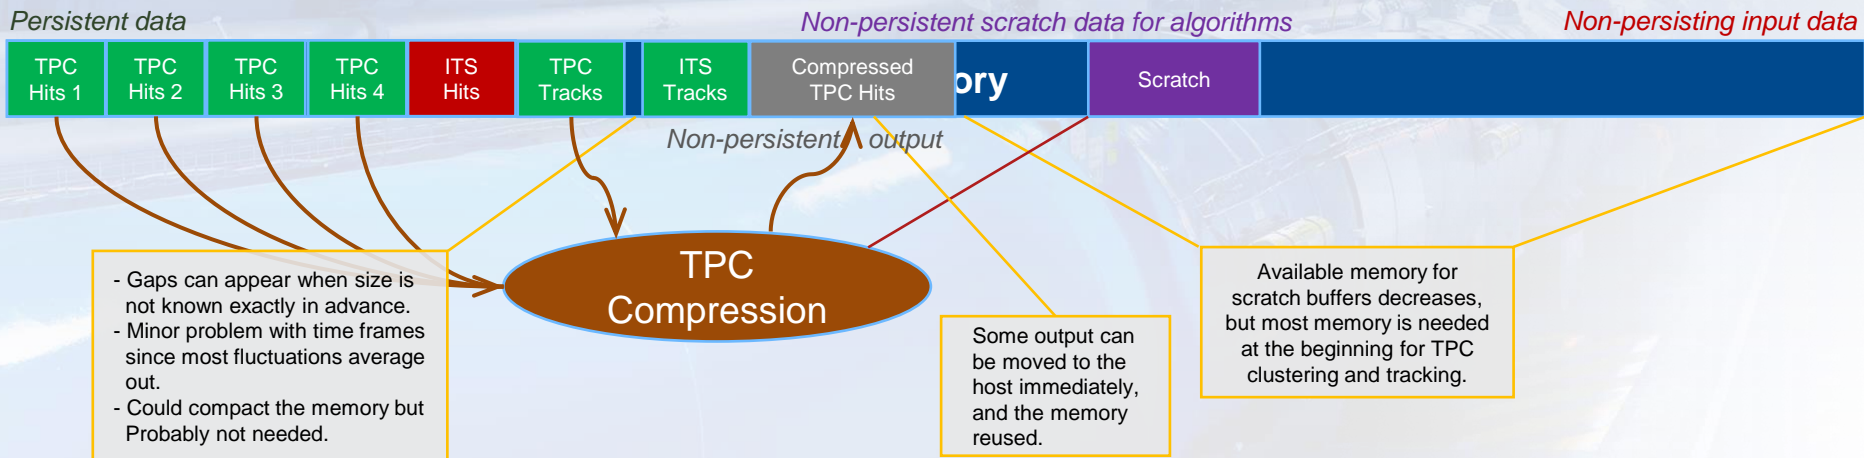 Persistent data
Non-persistent scratch data for algorithms
Non-persisting input data
TPC
Hits 1
TPC
Hits 2
TPC
Hits 3
TPC
Hits 4
ITS
Hits
TPC
Tracks
ITS
Tracks
Compressed
TPC Hits
ory
Scratch
Non-persistent output
TPC
Compression
- Gaps can appear when size is
not known exactly in advance.
- Minor problem with time frames
since most fluctuations average
out.
- Could compact the memory but
Probably not needed.
Some output can
be moved to the
host immediately,
and the memory
reused.
Available memory for
scratch buffers decreases,
but most memory is needed
at the beginning for TPC
clustering and tracking.